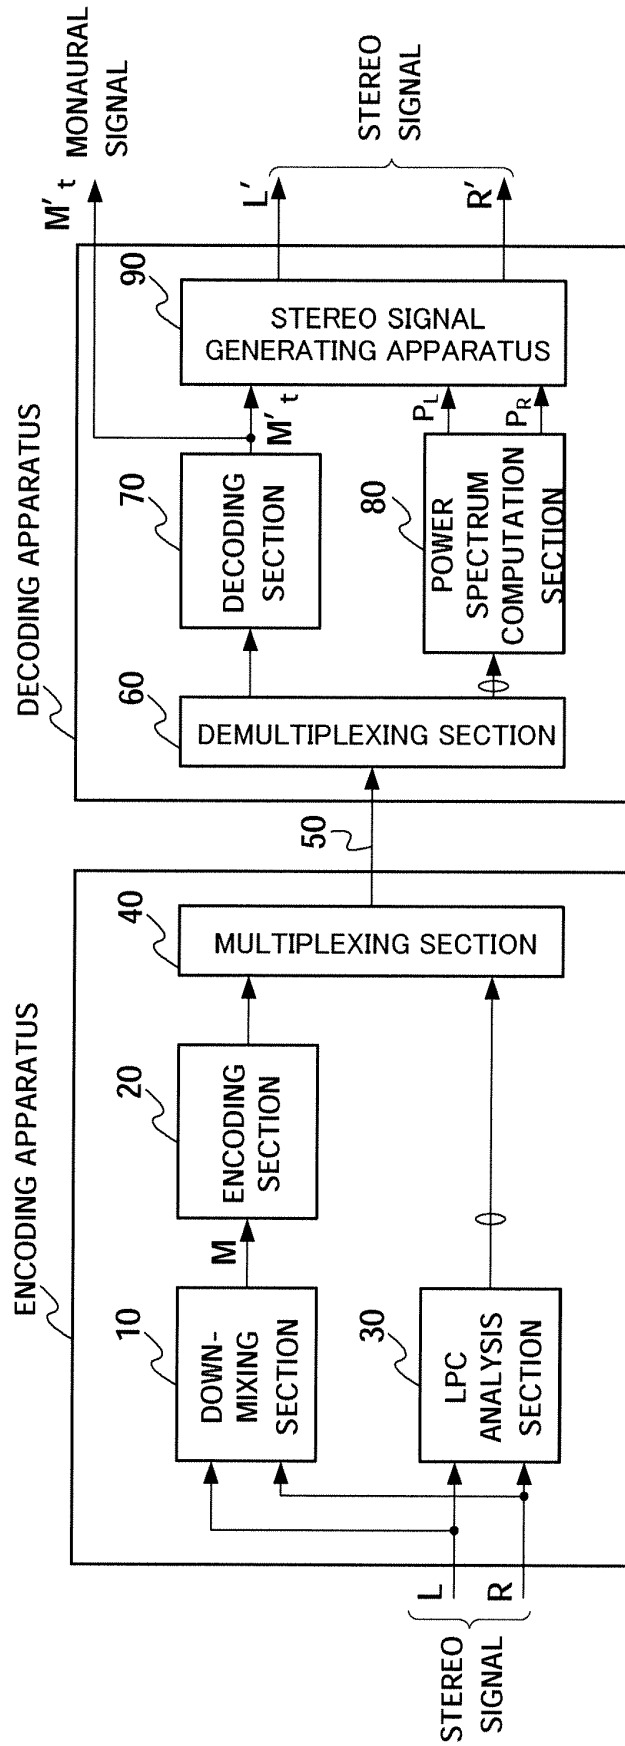 ENCODING APPARATUS
STEREO
SIGNAL
L
R
10
DOWN-
MIXING
SECTION
M
20
ENCODING
SECTION
30
LPC
ANALYSIS
SECTION
40
MULTIPLEXING SECTION
50
DECODING APPARATUS
60
DEMULTIPLEXING SECTION
70
DECODING
SECTION
M't
80
POWER
SPECTRUM
COMPUTATION
SECTION
PL
PR
90
STEREO SIGNAL
GENERATING APPARATUS
M't MONAURAL
SIGNAL
L'
R'
STEREO
SIGNAL